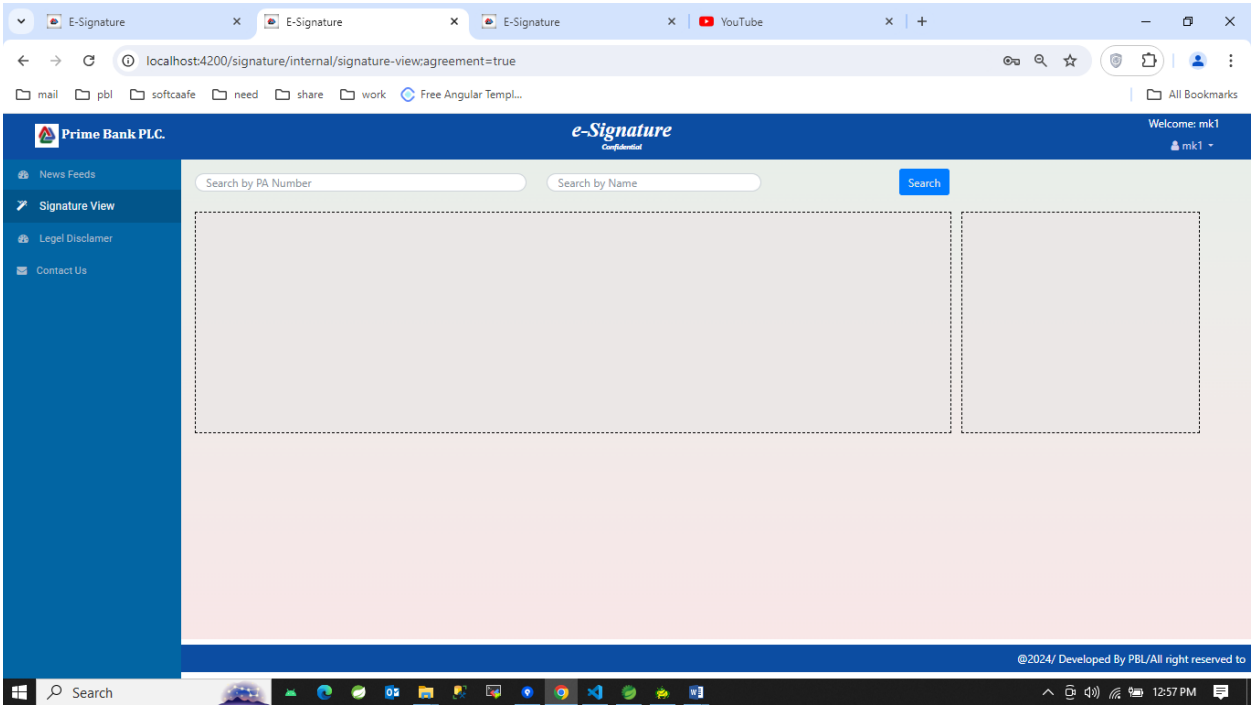 E-Signature
E-Signature
E-Signature
YouTube
localhost:4200/signature/internal/signature-view;agreement=true
mail pbl softcaafe need share work Free Angular Templ... All Bookmarks
Prime Bank PLC.
e-Signature
Confidential
Welcome: mk1
mk1
News Feeds
Signature View
Legel Disclamer
Contact Us
Search by PA Number
Search by Name
Search
@2024/ Developed By PBL/All right reserved to
Search
12:57 PM